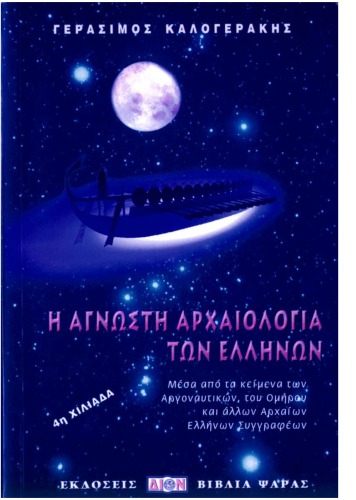 ΓΕΡΑΣΙΜΟΣ ΚΑΛΟΓΕΡΑΚΗΣ
Η ΑΓΝΩΣΤΗ ΑΡΧΑΙΟΛΟΓΙΑ
ΤΩΝ ΕΛΛΗΝΩΝ
Μέσα από τα κείμενα των
Αργοναυτικών, του Ομήρου
και άλλων Αρχαίων
Ελλήνων Συγγραφέων
4η ΧΙΛΙΑΔΑ
ΕΚΔΟΣΕΙΣ ΔΙΟΝ ΒΙΒΛΙΑ ΨΑΡΑΣ